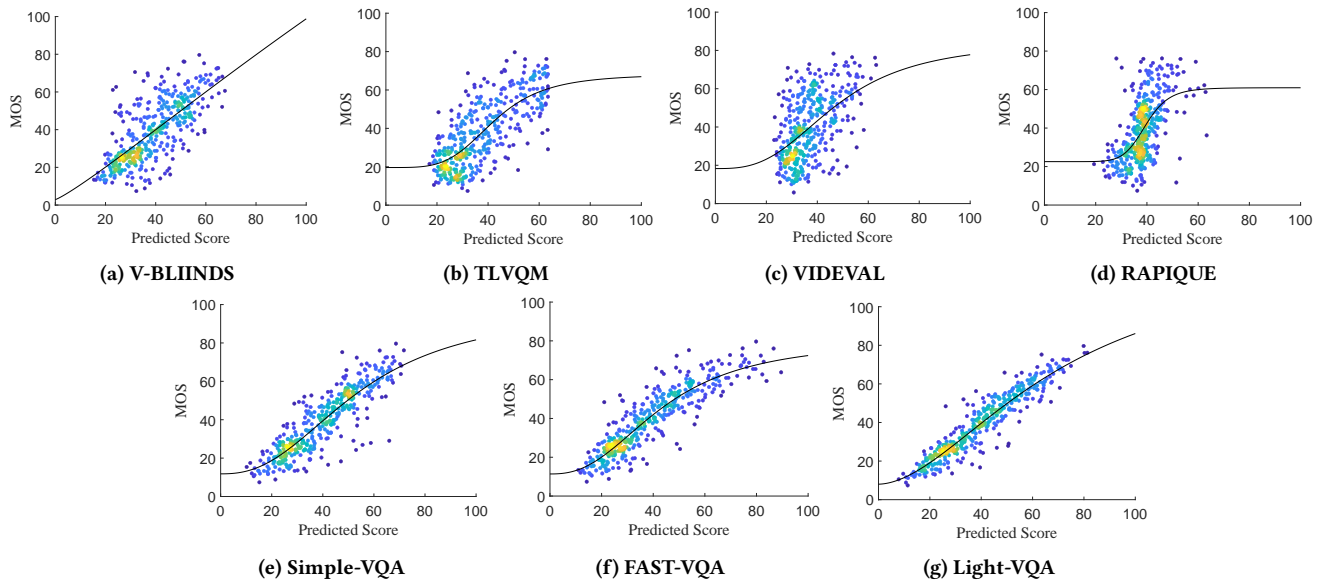 100
80
60
40
20
0
MOS
0 20 40 60 80 100
Predicted Score
(a) V-BLIINDS
100
80
60
40
20
0
MOS
0 20 40 60 80 100
Predicted Score
(b) TLVQM
100
80
60
40
20
0
MOS
0 20 40 60 80 100
Predicted Score
(c) VIDEVAL
100
80
60
40
20
0
MOS
0 20 40 60 80 100
Predicted Score
(d) RAPIQUE
100
80
60
40
20
0
MOS
0 20 40 60 80 100
Predicted Score
(e) Simple-VQA
100
80
60
40
20
0
MOS
0 20 40 60 80 100
Predicted Score
(f) FAST-VQA
100
80
60
40
20
0
MOS
0 20 40 60 80 100
Predicted Score
(g) Light-VQA